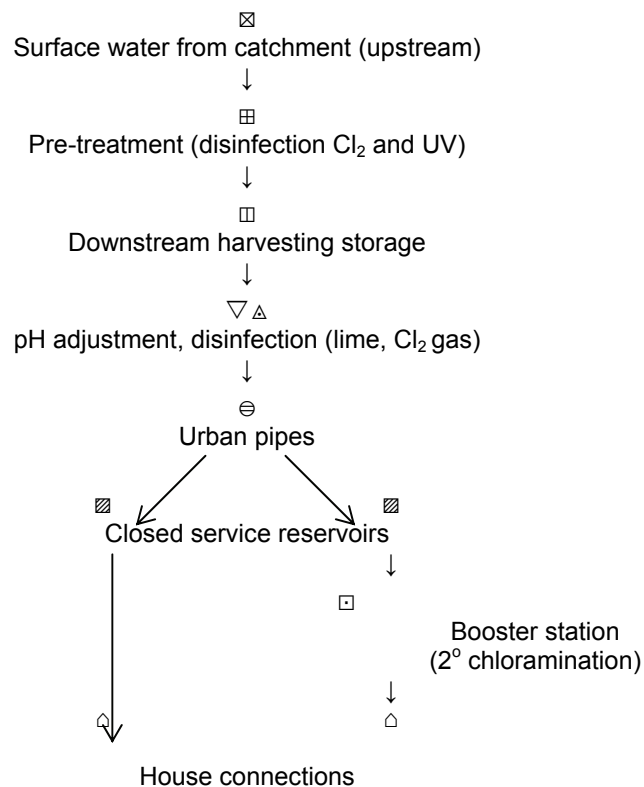 Surface water from catchment (upstream)
Pre-treatment (disinfection Cl₂ and UV)
Downstream harvesting storage
pH adjustment, disinfection (lime, Cl₂ gas)
Urban pipes
Closed service reservoirs
Booster station
(2° chloramination)
House connections